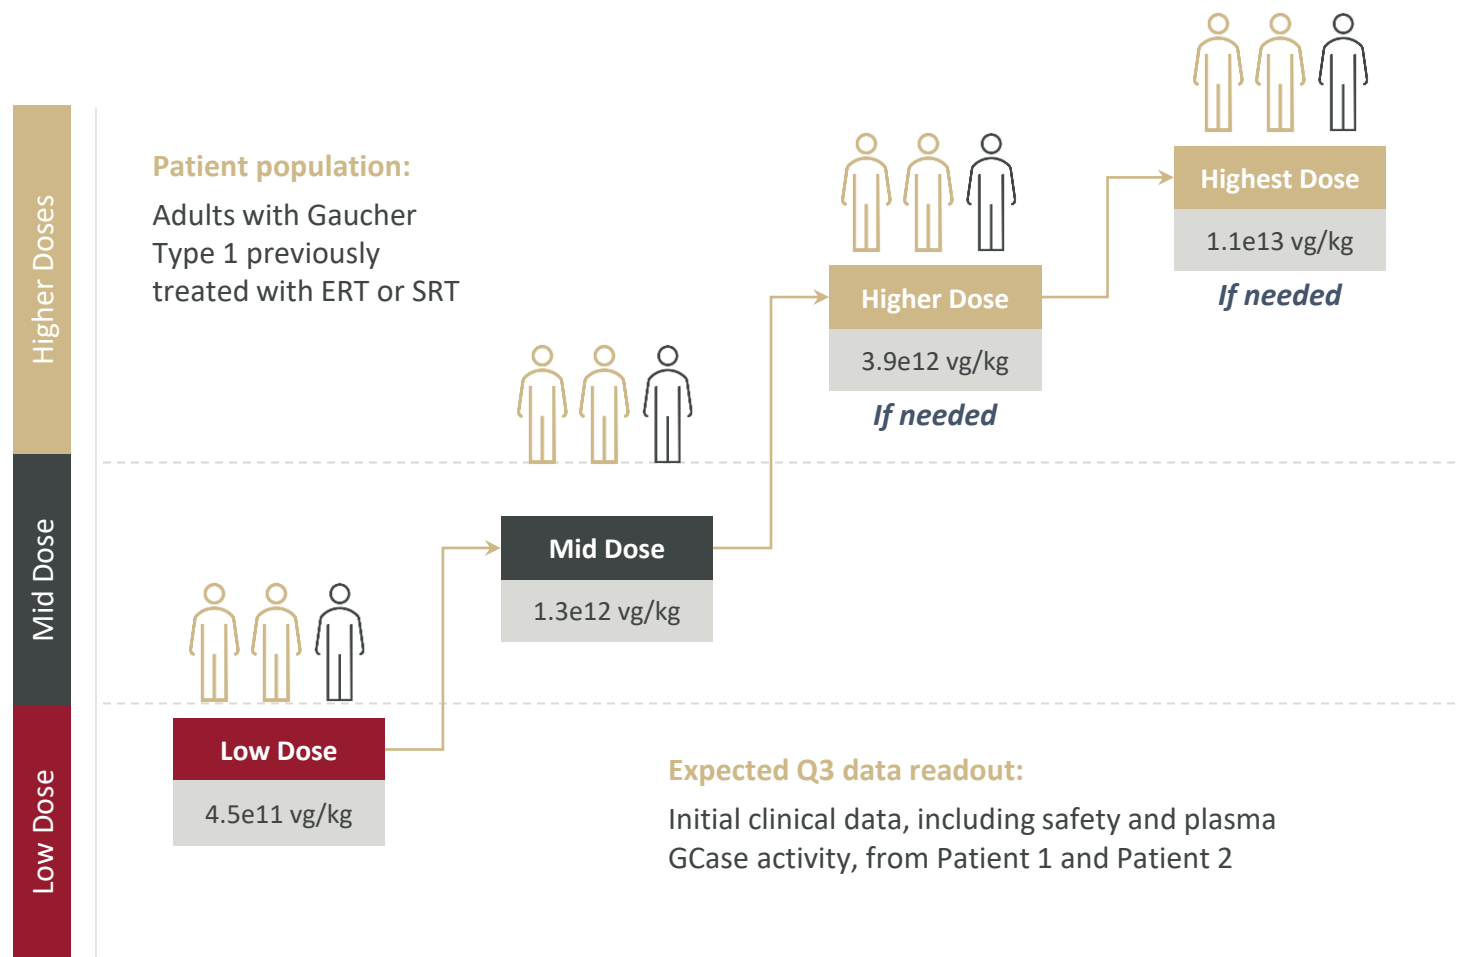 Higher Doses
Mid Dose
Low Dose
Patient population:
Adults with Gaucher
Type 1 previously
treated with ERT or SRT
Low Dose
4.5e11 vg/kg
Mid Dose
1.3e12 vg/kg
Higher Dose
3.9e12 vg/kg
If needed
Highest Dose
1.1e13 vg/kg
If needed
Expected Q3 data readout:
Initial clinical data, including safety and plasma
GCase activity, from Patient 1 and Patient 2